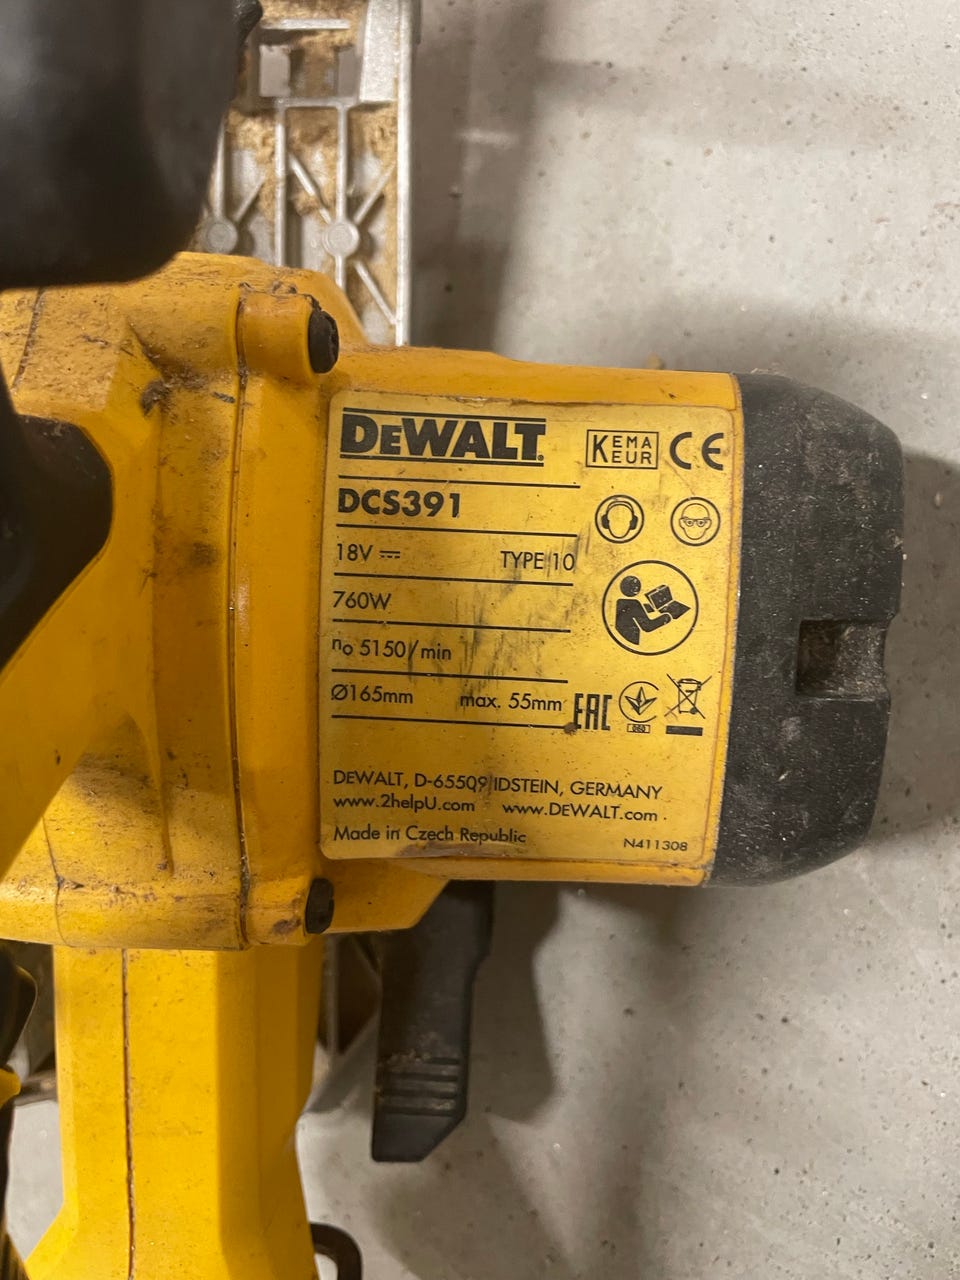 DEWALT
KEMA
KEUR
CE
DCS391
18V
TYPE 10
760W
n₀ 5150/min
Ø165mm
max. 55mm
EAC
DEWALT, D-65509 IDSTEIN, GERMANY
www.2helpU.com
www.DEWALT.com
Made in Czech Republic
N411308